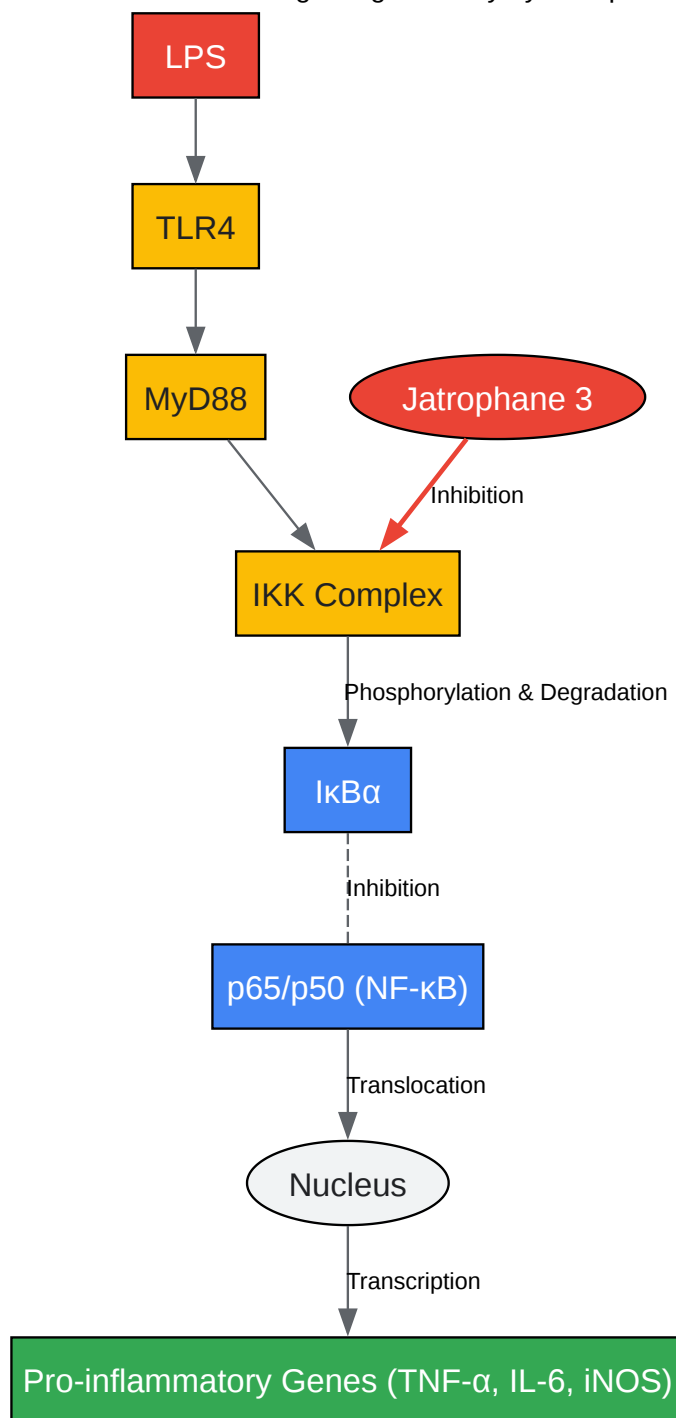 LPS
TLR4
MyD88
Jatrophane 3
Inhibition
IKK Complex
Phosphorylation & Degradation
IκBα
Inhibition
p65/p50 (NF-κB)
Translocation
Nucleus
Transcription
Pro-inflammatory Genes (TNF-α, IL-6, iNOS)